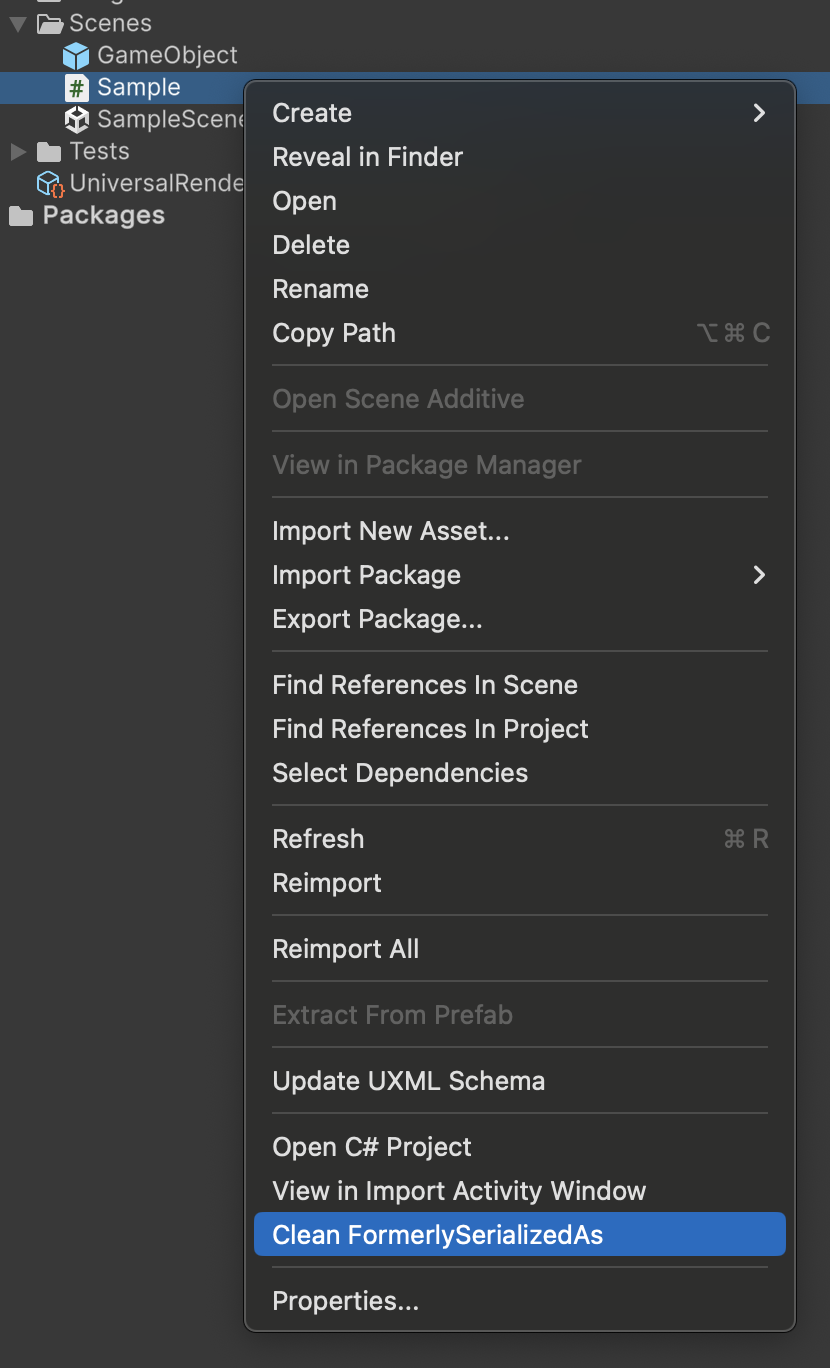 Scenes
GameObject
Sample
SampleScene
Tests
UniversalRende
Packages
Create
Reveal in Finder
Open
Delete
Rename
Copy Path ⌥⌘C
Open Scene Additive
View in Package Manager
Import New Asset...
Import Package
Export Package...
Find References In Scene
Find References In Project
Select Dependencies
Refresh ⌘R
Reimport
Reimport All
Extract From Prefab
Update UXML Schema
Open C# Project
View in Import Activity Window
Clean FormerlySerializedAs
Properties...